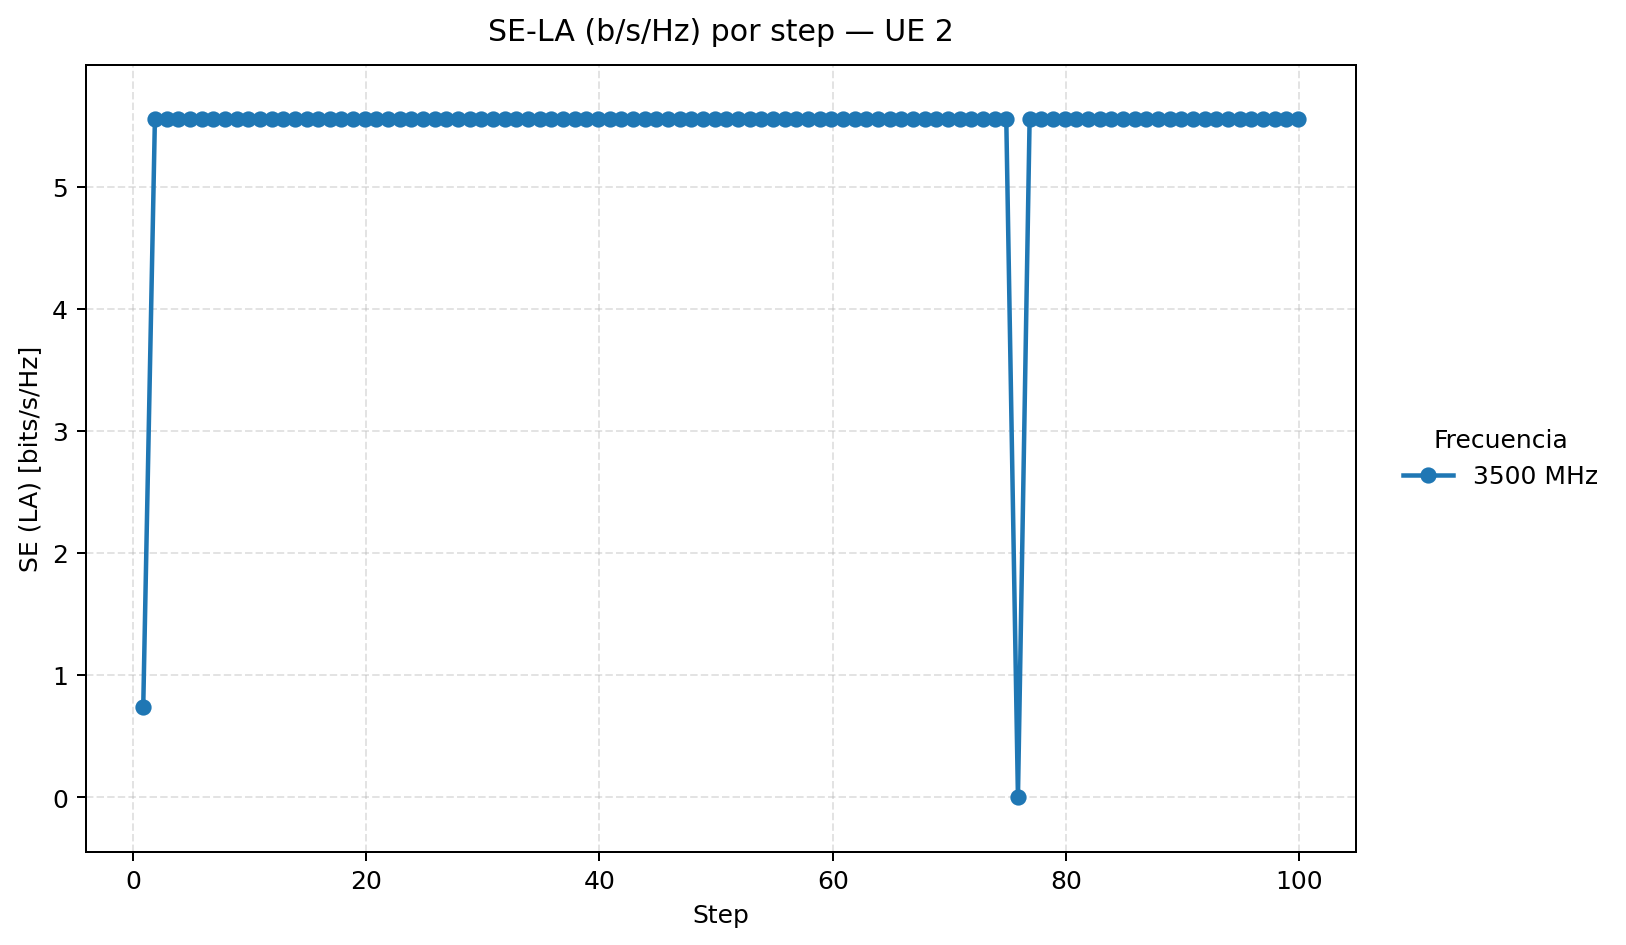 SE-LA (b/s/Hz) por step — UE 2
SE (LA) [bits/s/Hz]
5
4
3
2
1
0
0 20 40 60 80 100
Step
Frecuencia
3500 MHz